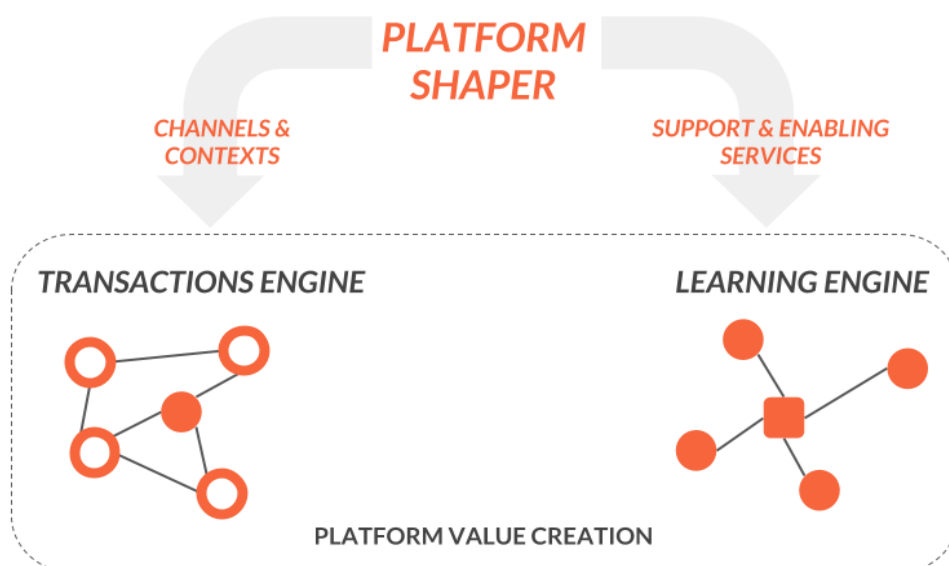 PLATFORM
SHAPER
CHANNELS &
CONTEXTS
SUPPORT & ENABLING
SERVICES
TRANSACTIONS ENGINE
LEARNING ENGINE
PLATFORM VALUE CREATION